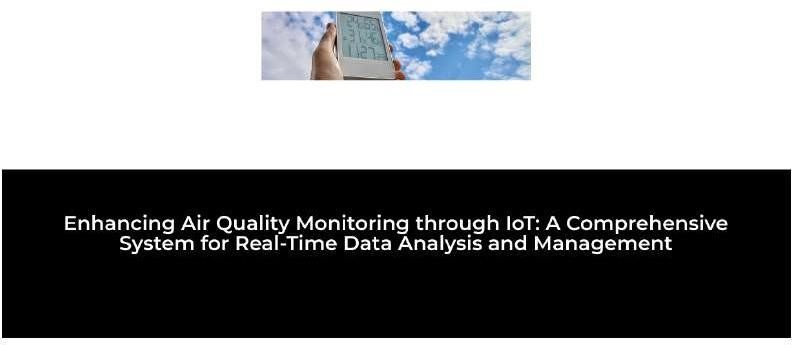 Enhancing Air Quality Monitoring through IoT: A Comprehensive
System for Real-Time Data Analysis and Management